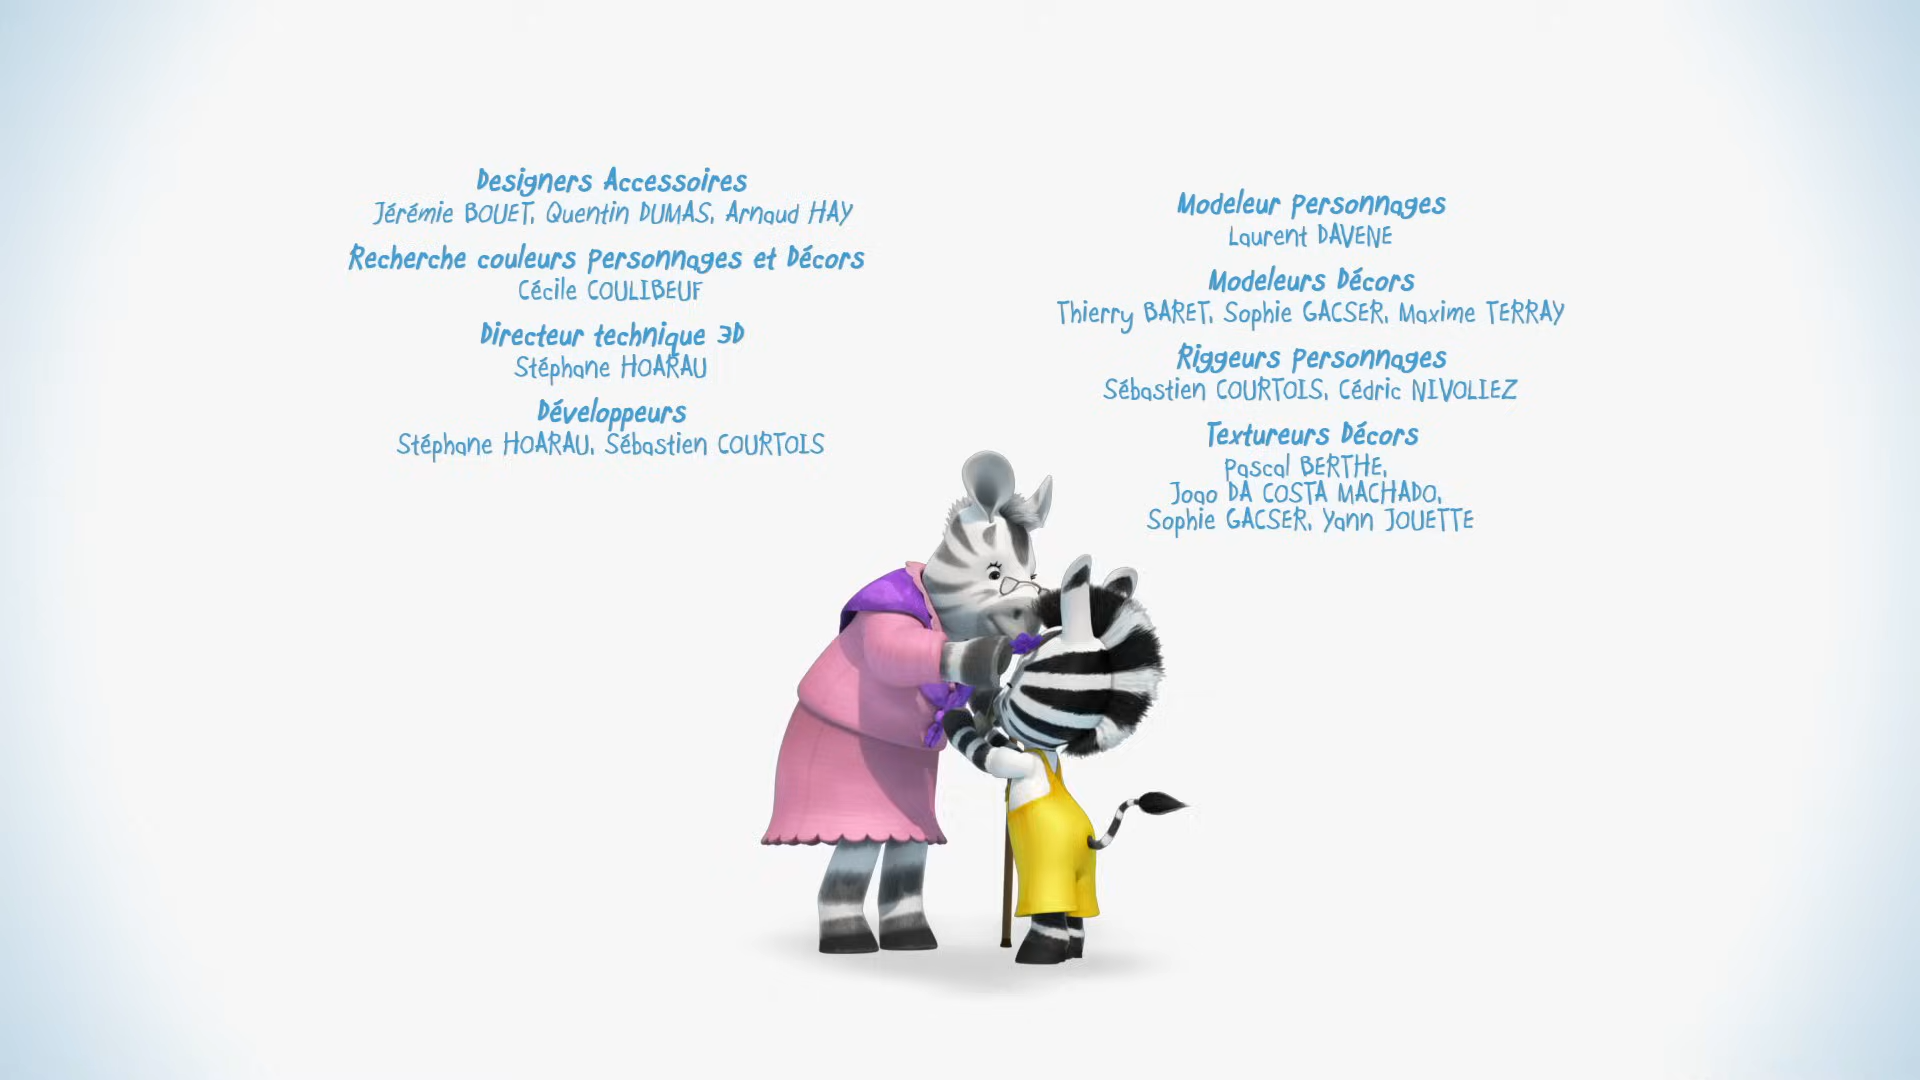 Designers Accessoires
Jérémie BOUET, Quentin DUMAS, Arnaud HAY
Recherche couleurs personnages et Décors
Cécile COULIBEUF
Directeur technique 3D
Stéphane HOARAU
Développeurs
Stéphane HOARAU, Sébastien COURTOIS
Modeleur personnages
Laurent DAVENE
Modeleurs Décors
Thierry BARET, Sophie GACSER, Maxime TERRAY
Riggeurs personnages
Sébastien COURTOIS, Cédric NIVOLIEZ
Textureurs Décors
Pascal BERTHE,
Joao DA COSTA MACHADO,
Sophie GACSER, Yann JOUETTE